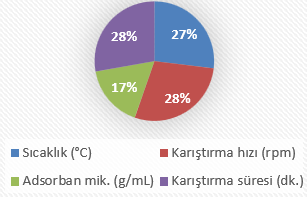 28%
27%
17%
28%
Sıcaklık (°C)
Karıştırma hızı (rpm)
Adsorban mik. (g/mL)
Karıştırma süresi (dk.)